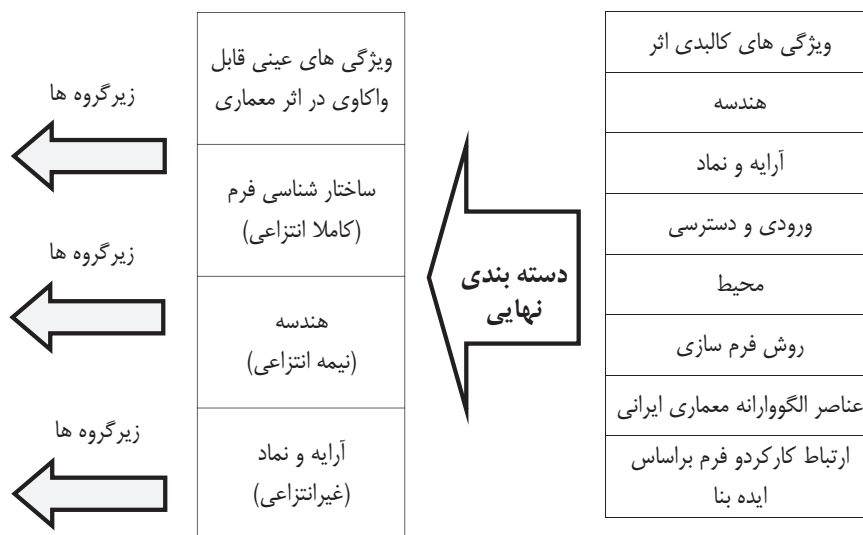 ویژگی های کالبدی اثر
هندسه
آرایه و نماد
ورودی و دسترسی
محیط
روش فرم سازی
عناصر الگووارانه معماری ایرانی
ارتباط کارکردو فرم براساس
ایده بنا
دسته بندی
نهایی
ویژگی های عینی قابل
واکاوی در اثر معماری
ساختار شناسی فرم
(کاملا انتزاعی)
هندسه
(نیمه انتزاعی)
آرایه و نماد
(غیرانتزاعی)
زیرگروه ها
زیرگروه ها
زیرگروه ها